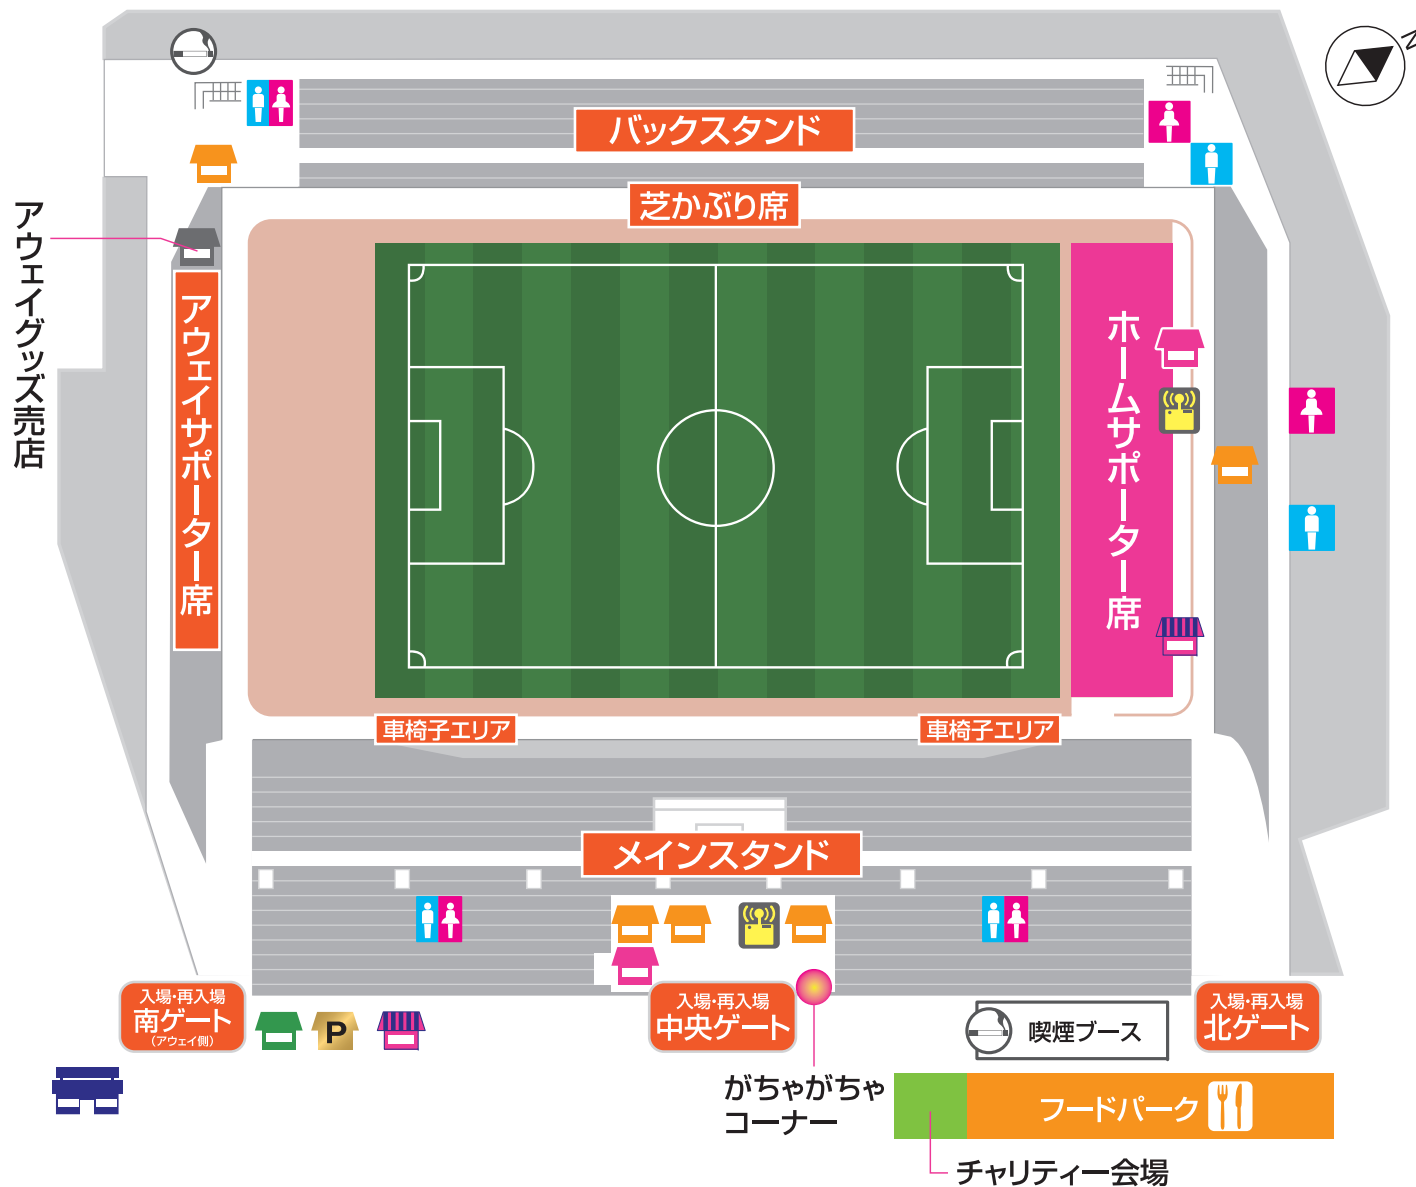 N
バックスタンド
芝かぶり席
アウェイグッズ売店
アウェイサポーター席
ホームサポーター席
車椅子エリア
車椅子エリア
メインスタンド
入場・再入場
南ゲート
（アウェイ側）
P
入場・再入場
中央ゲート
喫煙ブース
入場・再入場
北ゲート
がちゃがちゃ
コーナー
フードパーク
チャリティー会場